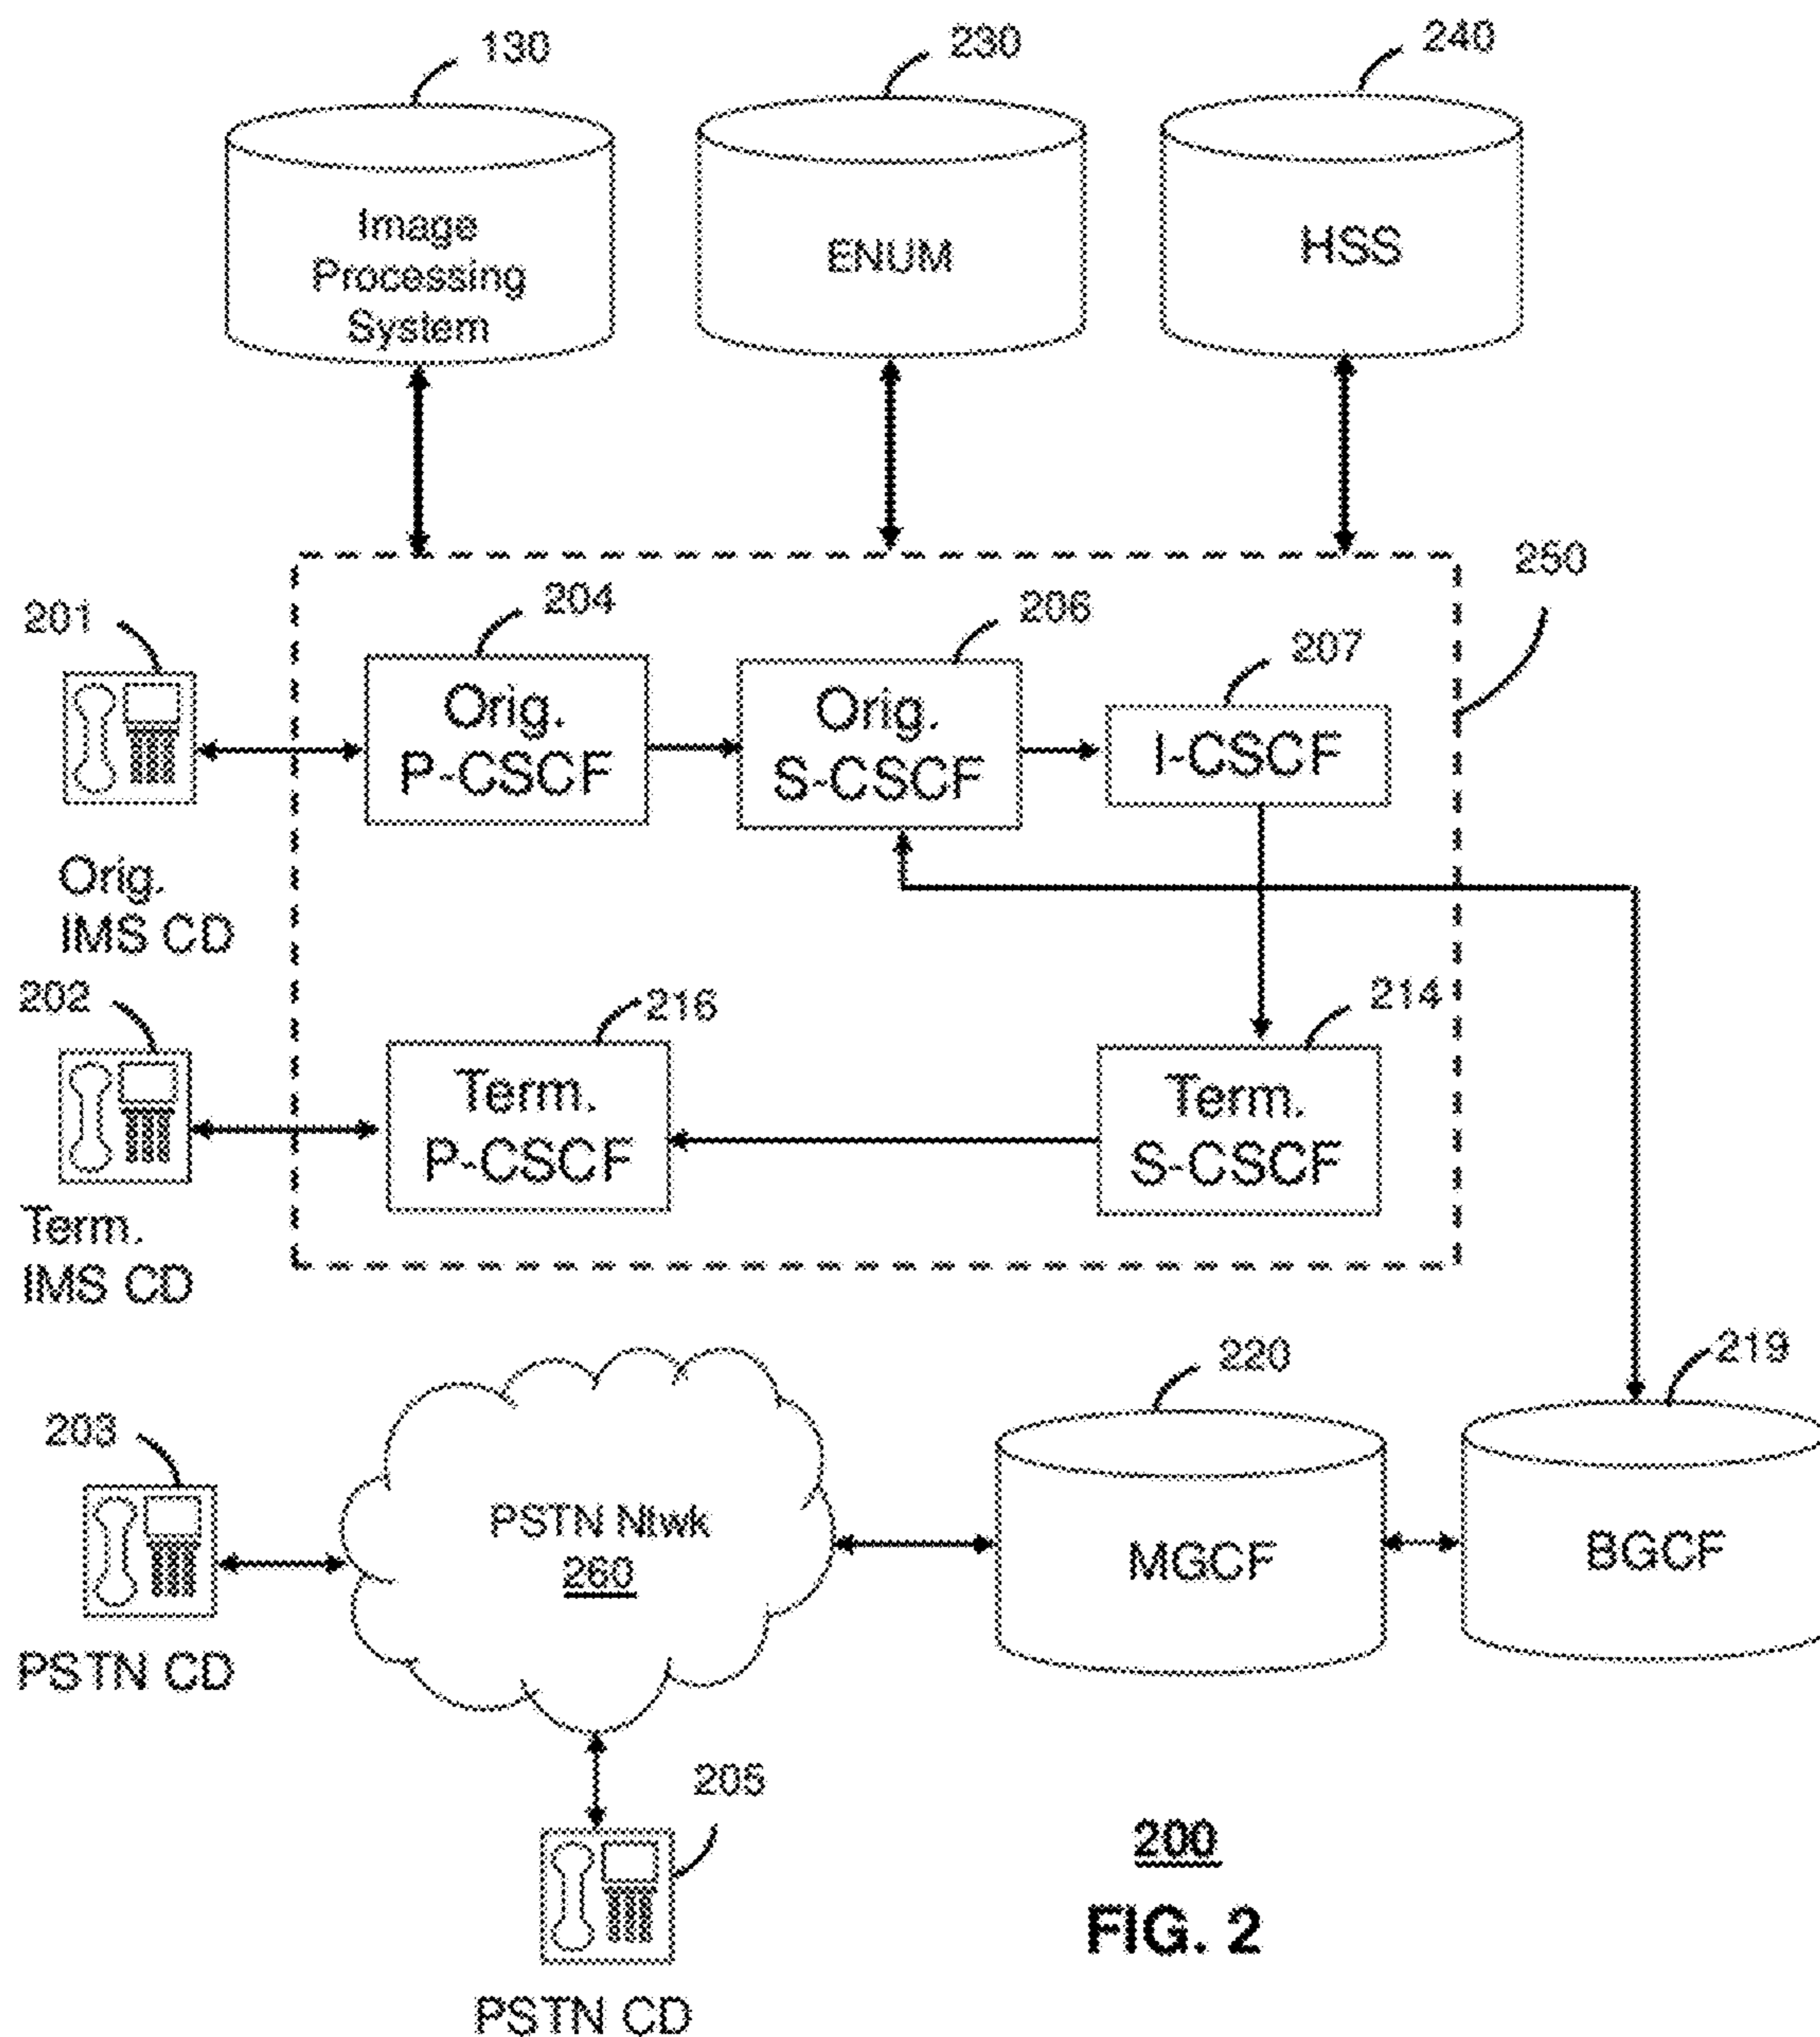 130
230
240
Image
Processing
System
ENUM
HSS
250
201
204
206
207
Orig.
P-CSCF
Orig.
S-CSCF
I-CSCF
Orig.
IMS CD
202
216
214
Term.
P-CSCF
Term.
S-CSCF
Term.
IMS CD
220
219
203
PSTN Ntwk
260
MGCF
BGCF
PSTN CD
205
200
FIG. 2
PSTN CD